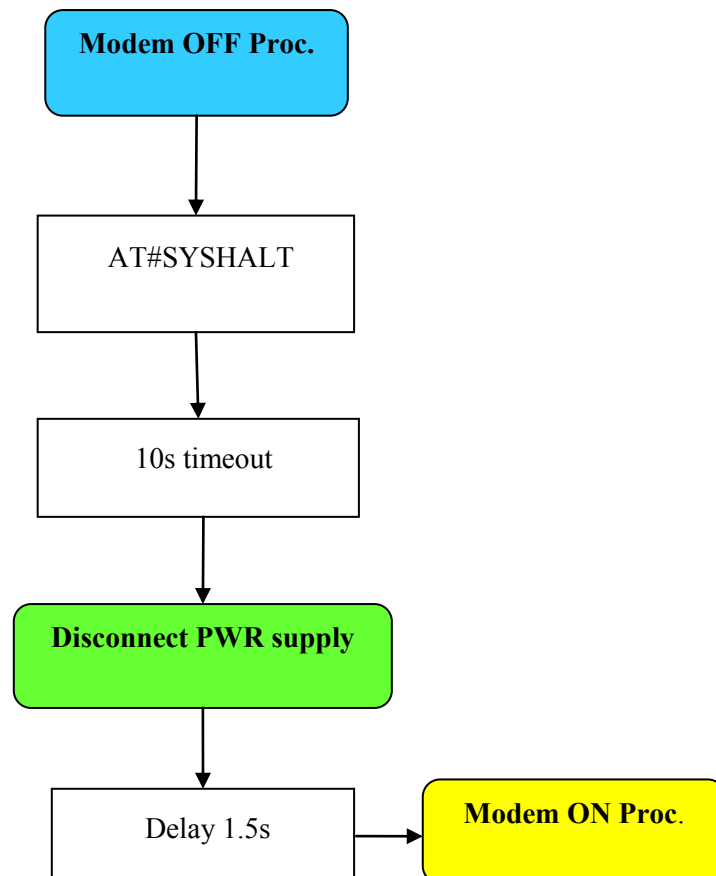 Modem OFF Proc.
AT#SYSHALT
10s timeout
Disconnect PWR supply
Delay 1.5s
Modem ON Proc.